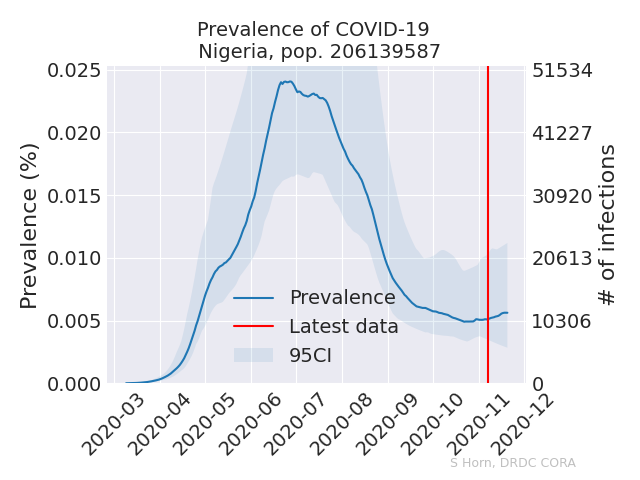 Prevalence of COVID-19
Nigeria, pop. 206139587
Prevalence (%)
0.025
0.020
0.015
0.010
0.005
0.000
51534
41227
30920
20613
10306
0
# of infections
Prevalence
Latest data
95CI
2020-03
2020-04
2020-05
2020-06
2020-07
2020-08
2020-09
2020-10
2020-11
2020-12
S Horn, DRDC CORA